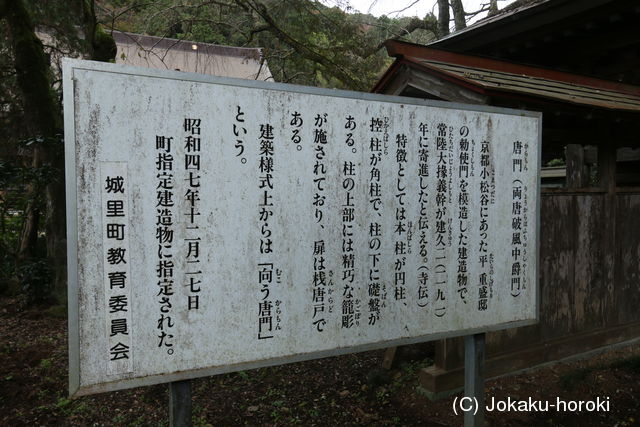 唐門（両唐破風中爵門）
京都小松谷にあった平重盛邸
の勅使門を模造した建造物で、
常陸大掾義幹が建久二（一一九一）
年に寄進したと伝える。（寺伝）
特徴としては本柱が円柱、
控柱が角柱で、柱の下に礎盤が
ある。柱の上部には精巧な籠彫
が施されており、扉は桟唐戸で
ある。
建築様式上からは「向う唐門」
という。
昭和四七年十二月二七日
町指定建造物に指定された。
城里町教育委員会
(C) Jokaku-horoki